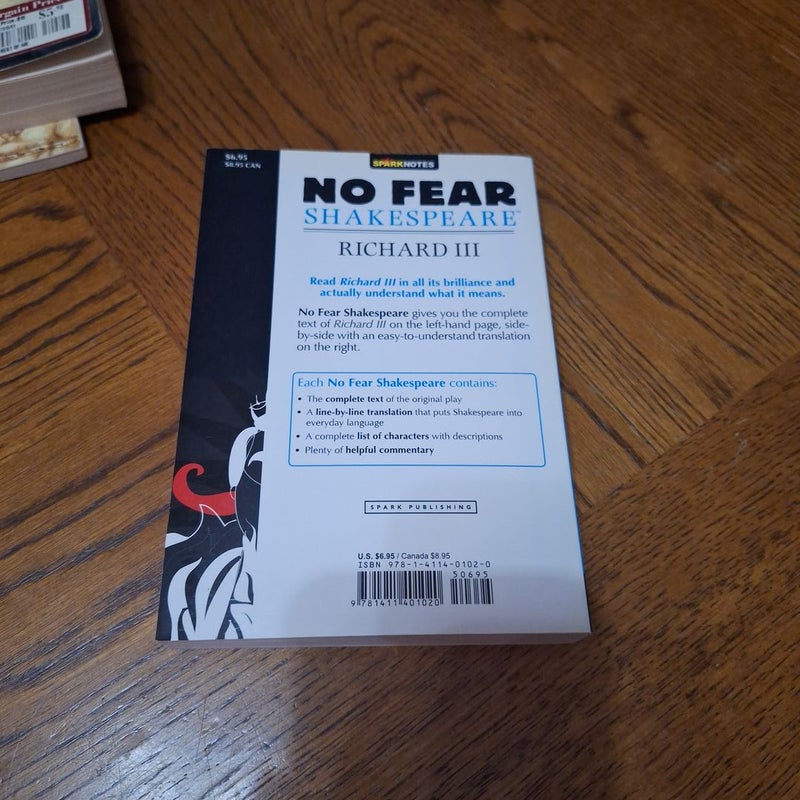 $5.98
$6.95
$8.95 CAN
SPARKNOTES
NO FEAR
SHAKESPEARE™
RICHARD III
Read Richard III in all its brilliance and
actually understand what it means.
No Fear Shakespeare gives you the complete
text of Richard III on the left-hand page, side-
by-side with an easy-to-understand translation
on the right.
Each No Fear Shakespeare contains:
• The complete text of the original play
• A line-by-line translation that puts Shakespeare into
everyday language
• A complete list of characters with descriptions
• Plenty of helpful commentary
SPARK PUBLISHING
U.S. $6.95 / Canada $8.95
ISBN 978-1-4114-0102-0
50695
9 781411 401020